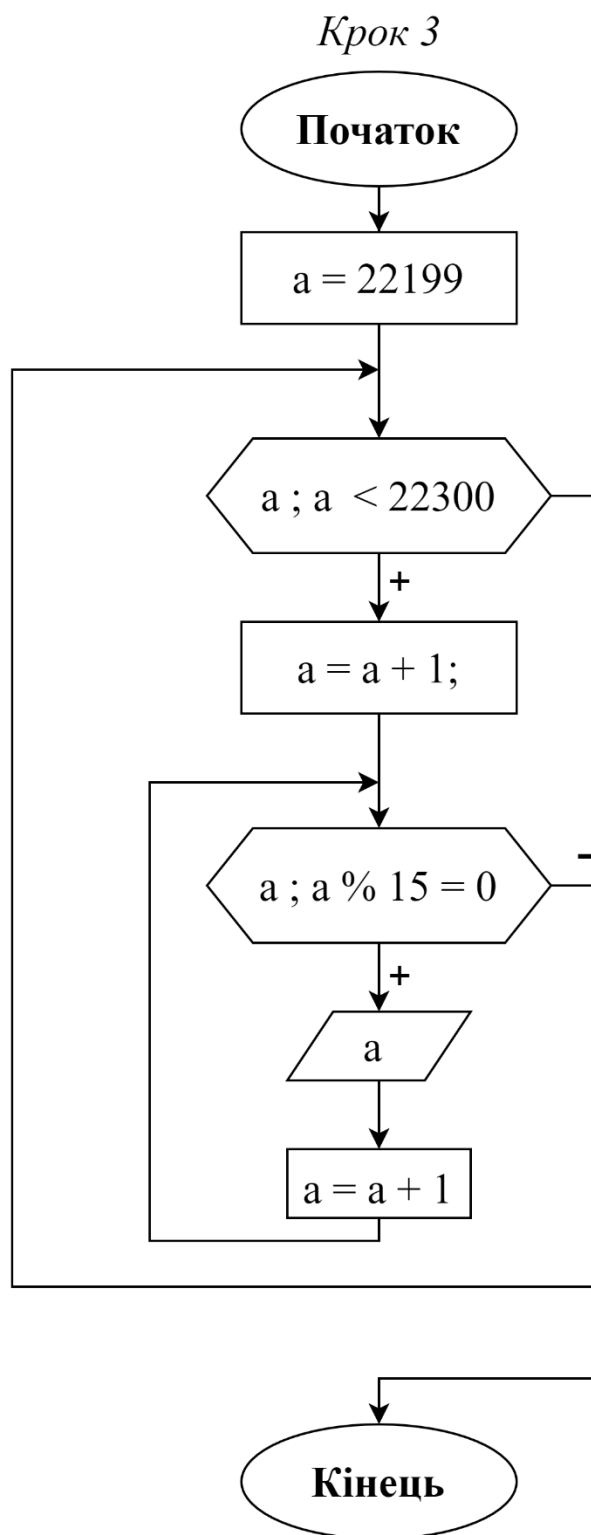 Крок 3
Початок
a = 22199
a ; a < 22300
+
a = a + 1;
a ; a % 15 = 0
-
+
a
a = a + 1
Кінець